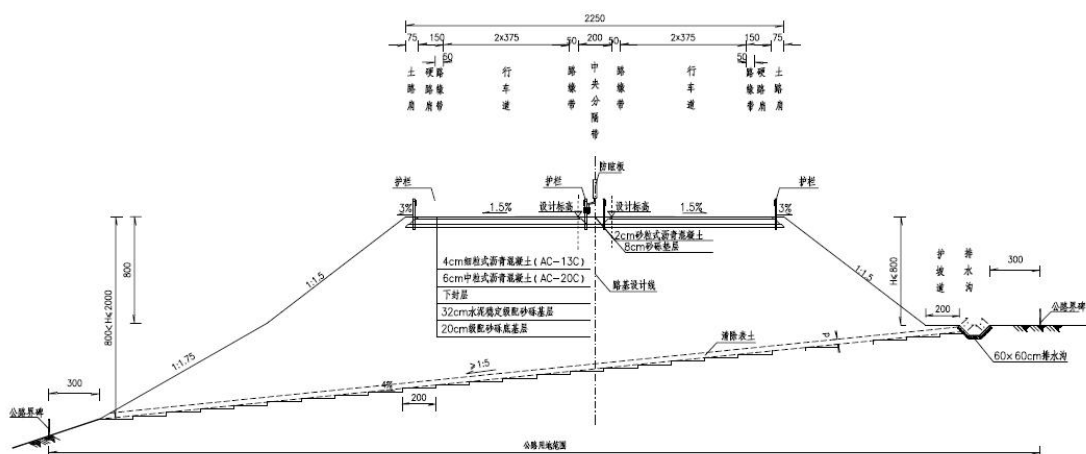 2250
75 150 2×375 50 200 50 2×375 150 75
50 50
土路肩
硬路肩
路缘带
行车道
路缘带
中央分隔带
路缘带
行车道
路缘带
硬路肩
土路肩
防眩板
护栏 护栏 护栏
3% 1.5% 设计标高 设计标高 1.5% 3%
2cm砂粒式沥青混凝土
8cm砂砾垫层
4cm细粒式沥青混凝土(AC-13C)
6cm中粒式沥青混凝土(AC-20C)
下封层
32cm水泥稳定级配砂砾基层
20cm级配砂砾底基层
路基设计线
800
800<H≤2000
1:1.5
1:1.75
1:1.5
H≤800
护坡道
排水沟
300
公路界碑
200
1:1 1:1
60×60cm排水沟
清除表土
≥1:5
4%
200
300
公路界碑
公路用地范围